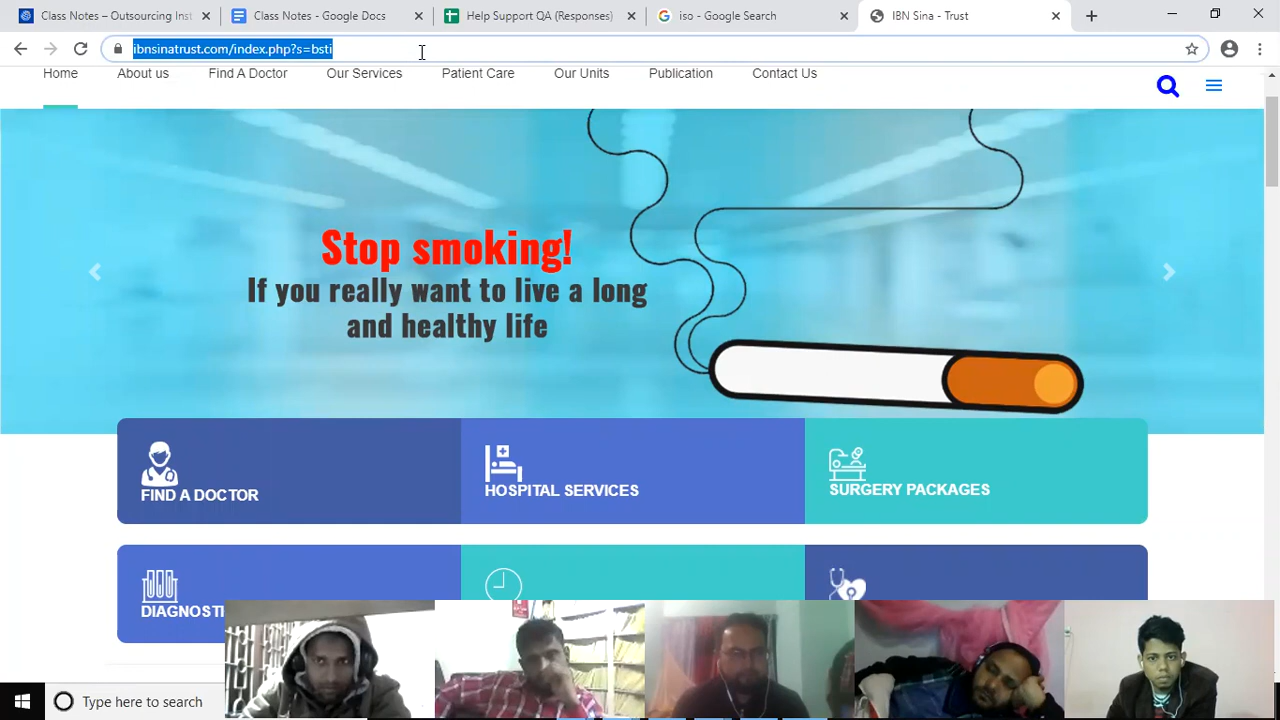 Class Notes – Outsourcing Inst
Class Notes - Google Docs
Help Support QA (Responses)
iso - Google Search
IBN Sina - Trust
ibnsinatrust.com/index.php?s=bsti
Home
About us
Find A Doctor
Our Services
Patient Care
Our Units
Publication
Contact Us
Stop smoking!
If you really want to live a long
and healthy life
FIND A DOCTOR
HOSPITAL SERVICES
SURGERY PACKAGES
DIAGNOSTI
Type here to search